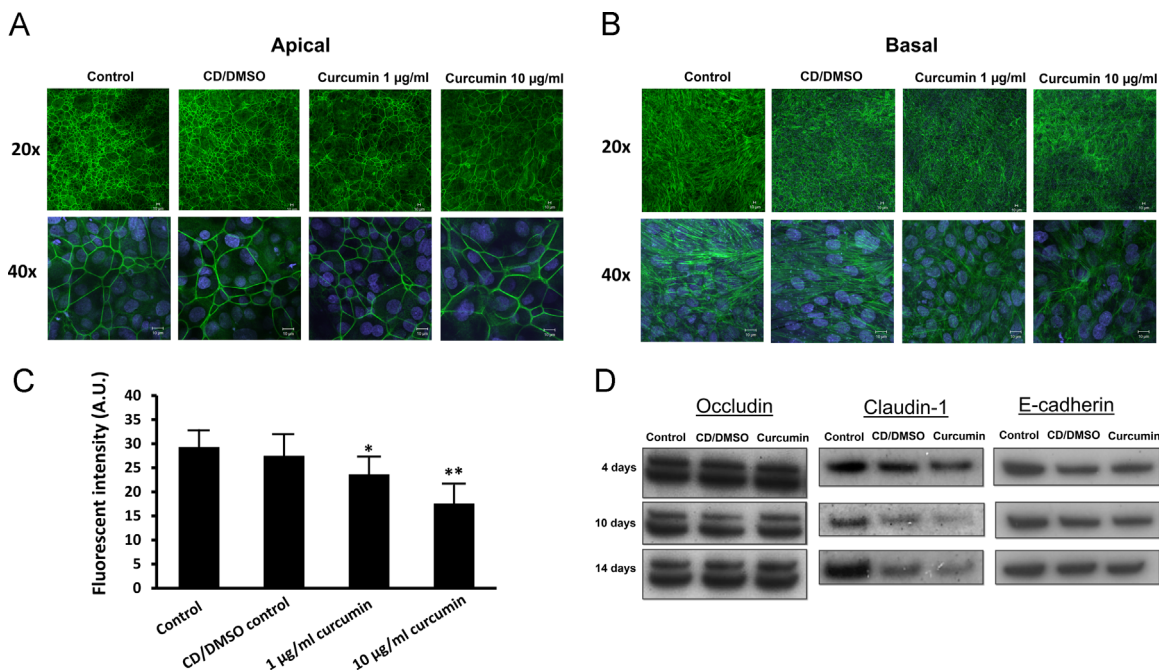 A
Apical
Control CD/DMSO Curcumin 1 µg/ml Curcumin 10 µg/ml
20x
40x
B
Basal
Control CD/DMSO Curcumin 1 µg/ml Curcumin 10 µg/ml
20x
40x
C
Fluorescent intensity (A.U.)
40
35
30
25
20
15
10
5
0
*
**
Control
CD/DMSO control
1 µg/ml curcumin
10 µg/ml curcumin
D
Occludin Claudin-1 E-cadherin
Control CD/DMSO Curcumin Control CD/DMSO Curcumin Control CD/DMSO Curcumin
4 days
10 days
14 days